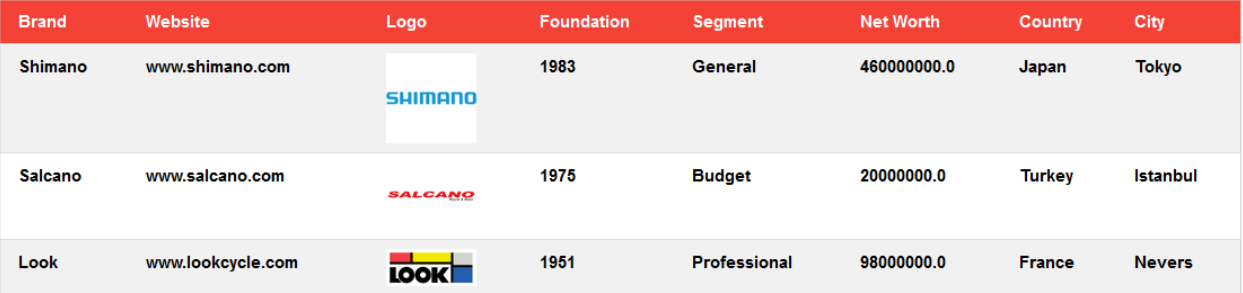 Brand Website Logo Foundation Segment Net Worth Country City
Shimano www.shimano.com SHIMANO 1983 General 460000000.0 Japan Tokyo
Salcano www.salcano.com SALCANO 1975 Budget 20000000.0 Turkey Istanbul
Look www.lookcycle.com LOOK 1951 Professional 98000000.0 France Nevers